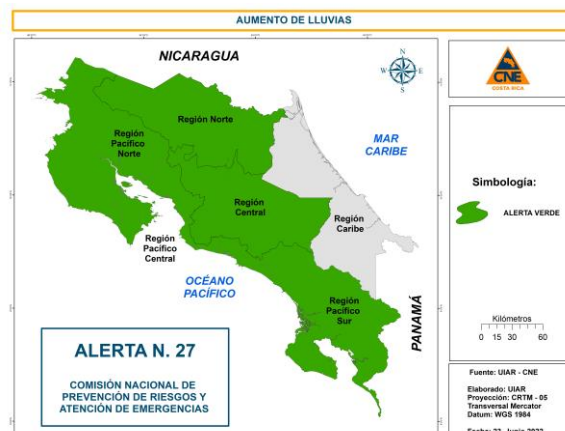 AUMENTO DE LLUVIAS
NICARAGUA
N
W
E
S
CNE
COSTA RICA
Región Norte
Región
Pacífico
Norte
MAR
CARIBE
Simbología:
ALERTA VERDE
Región
Central
Región
Caribe
Región
Pacífico
Central
OCÉANO
PACÍFICO
Región
Pacífico
Sur
PANAMÁ
Kilómetros
0 15 30 60
ALERTA N. 27
COMISIÓN NACIONAL DE
PREVENCIÓN DE RIESGOS Y
ATENCIÓN DE EMERGENCIAS
Fuente: UIAR - CNE
Elaborado: UIAR
Proyección: CRTM - 05
Transversal Mercator
Datum: WGS 1984